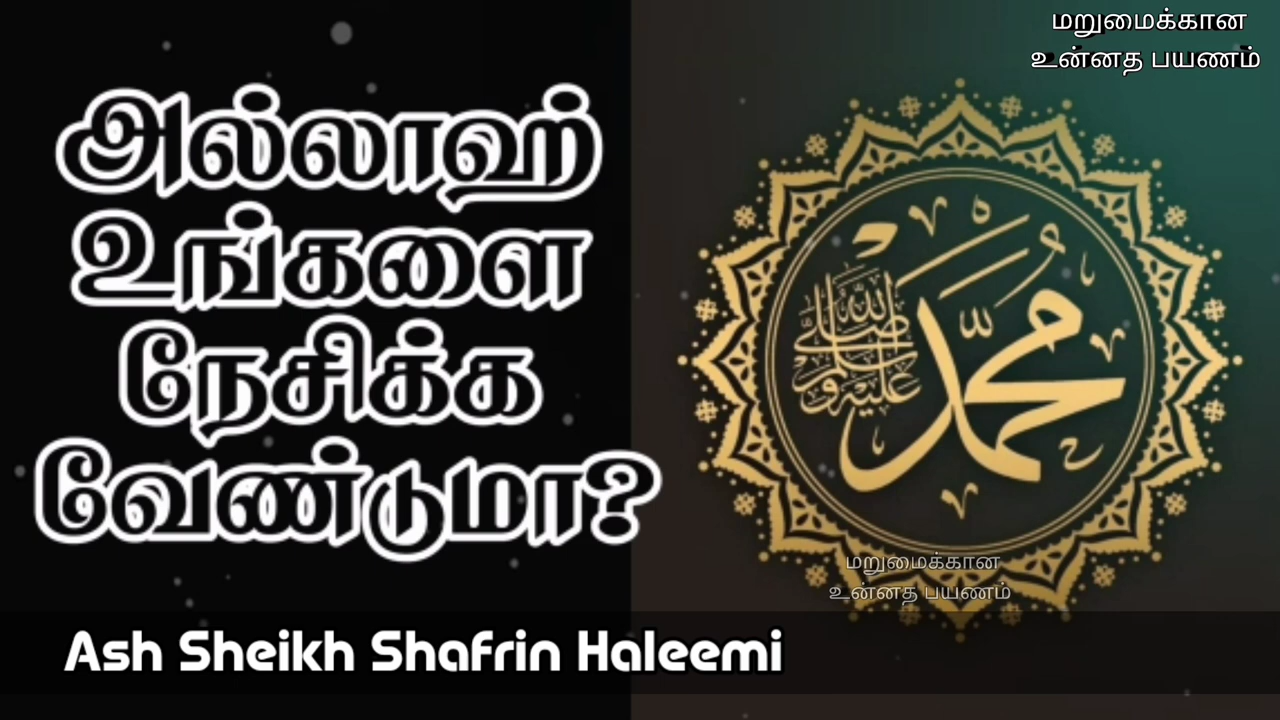 மறுமைக்கான
உன்னத பயணம்
அல்லாஹ்
உங்களை
நேசிக்க
வேண்டுமா?
محمد
صلى الله عليه وسلم
மறுமைக்கான
உன்னத பயணம்
Ash Sheikh Shafrin Haleemi